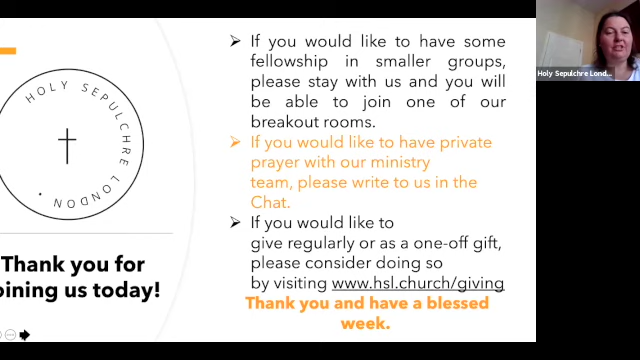 HOLY SEPULCHRE LONDON •
Thank you for
oining us today!
➢ If you would like to have some
fellowship in smaller groups,
please stay with us and you will
be able to join one of our
breakout rooms.
➢ If you would like to have private
prayer with our ministry
team, please write to us in the
Chat.
➢ If you would like to
give regularly or as a one-off gift,
please consider doing so
by visiting www.hsl.church/giving
Thank you and have a blessed
week.
Holy Sepulchre Lond...